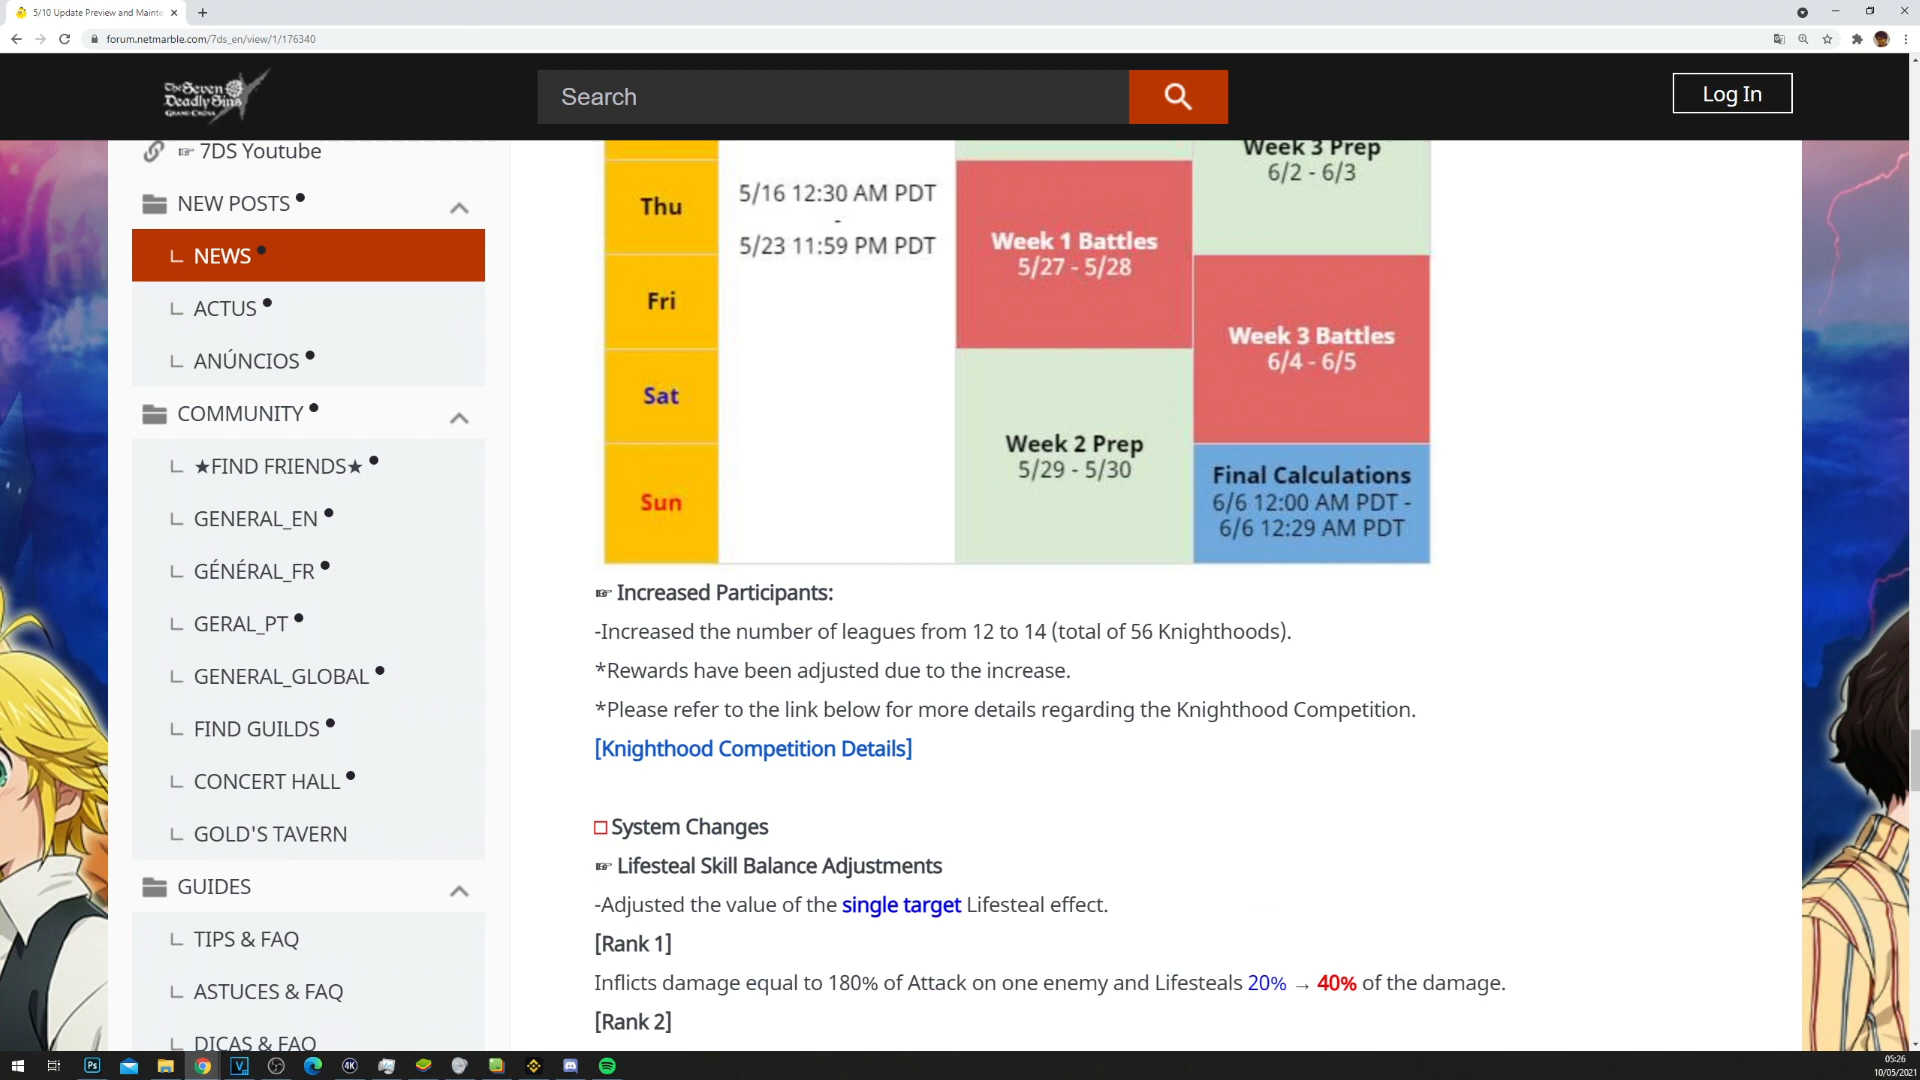 5/10 Update Preview and Mainte
forum.netmarble.com/7ds_en/view/1/176340
The Seven
Deadly Sins
GRAND CROSS
Search
Log In
☞ 7DS Youtube
NEW POSTS
NEWS
ACTUS
ANÚNCIOS
COMMUNITY
★FIND FRIENDS★
GENERAL_EN
GÉNÉRAL_FR
GERAL_PT
GENERAL_GLOBAL
FIND GUILDS
CONCERT HALL
GOLD'S TAVERN
GUIDES
TIPS & FAQ
ASTUCES & FAQ
DICAS & FAQ
Thu
Fri
Sat
Sun
5/16 12:30 AM PDT
-
5/23 11:59 PM PDT
Week 1 Battles
5/27 - 5/28
Week 2 Prep
5/29 - 5/30
Week 3 Prep
6/2 - 6/3
Week 3 Battles
6/4 - 6/5
Final Calculations
6/6 12:00 AM PDT -
6/6 12:29 AM PDT
☞ Increased Participants:
-Increased the number of leagues from 12 to 14 (total of 56 Knighthoods).
*Rewards have been adjusted due to the increase.
*Please refer to the link below for more details regarding the Knighthood Competition.
[Knighthood Competition Details]
□ System Changes
☞ Lifesteal Skill Balance Adjustments
-Adjusted the value of the single target Lifesteal effect.
[Rank 1]
Inflicts damage equal to 180% of Attack on one enemy and Lifesteals 20% → 40% of the damage.
[Rank 2]
Ps
V
4K
05:26
10/05/2021